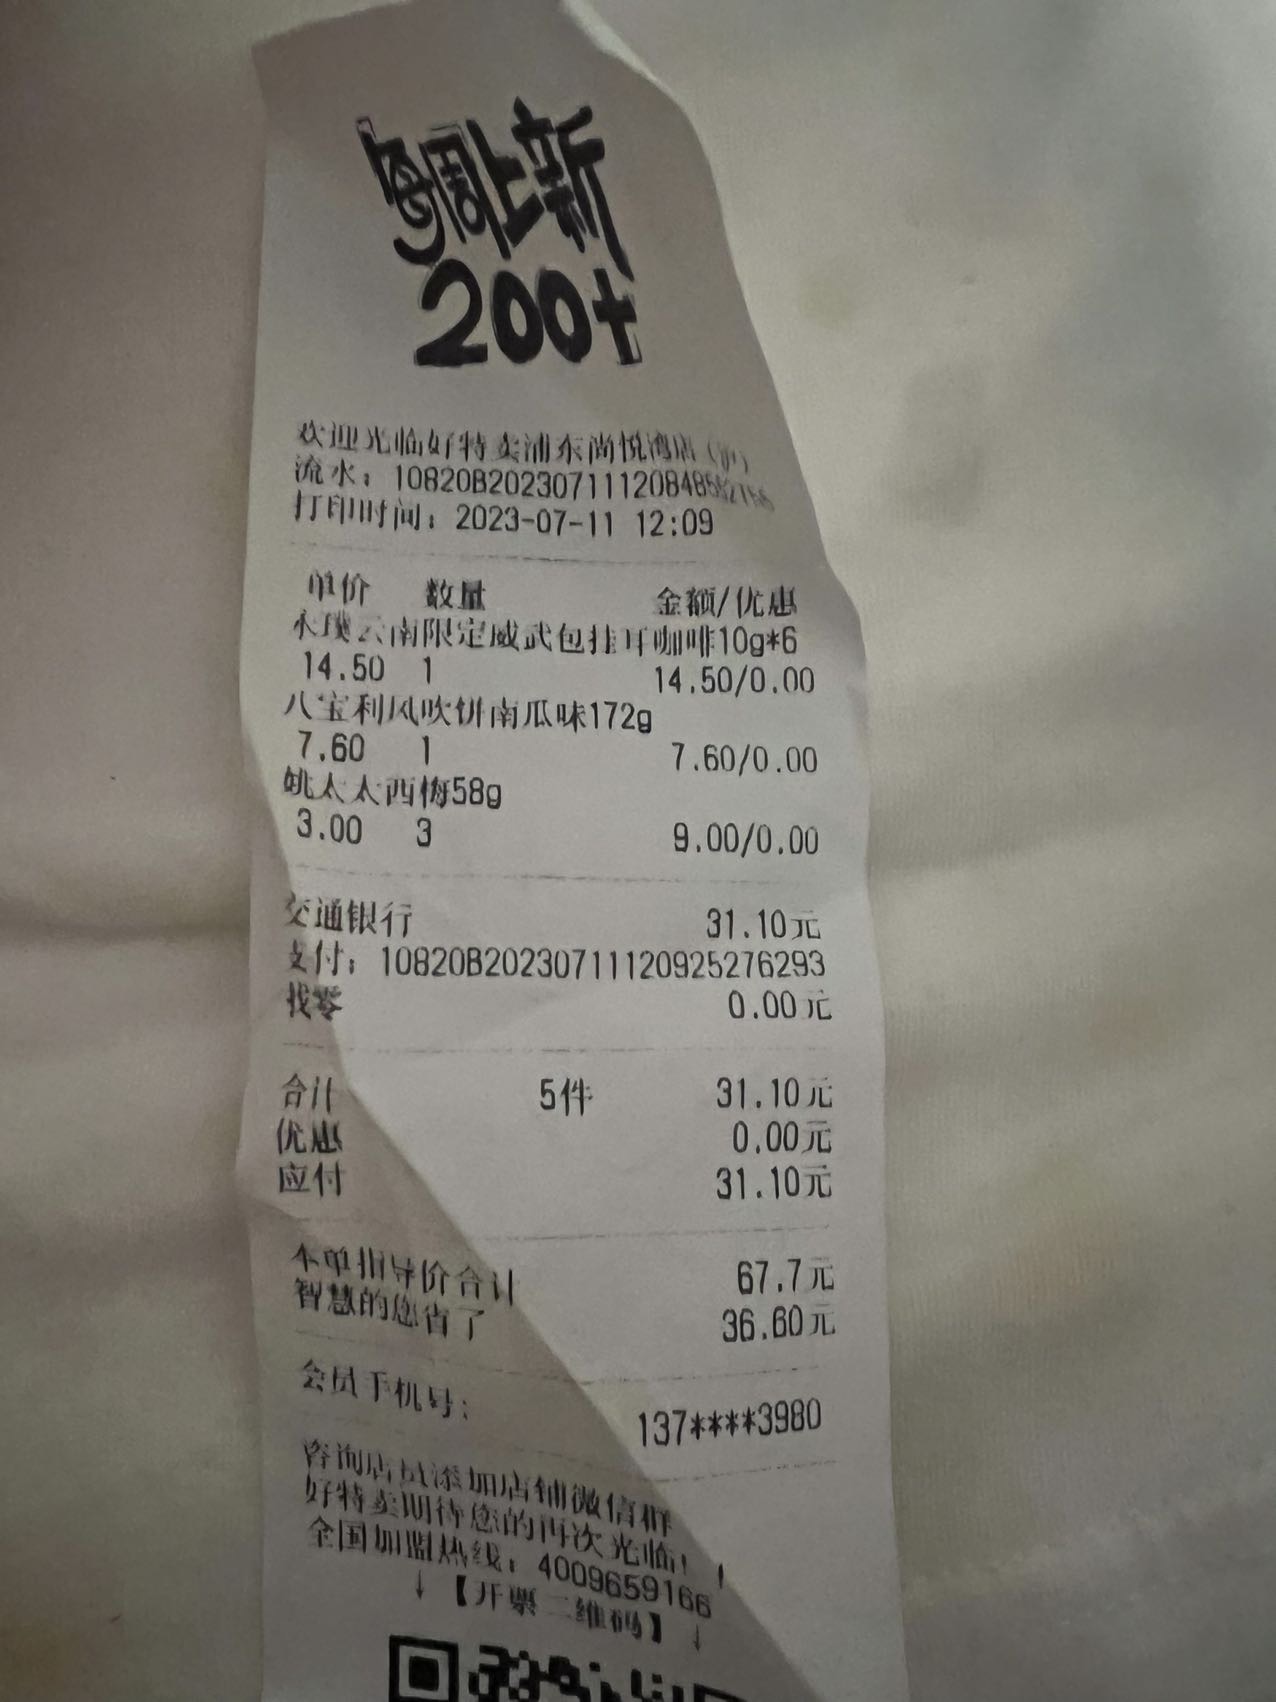 每周上新
200+
欢迎光临好特卖浦东尚悦湾店（沪）
流水：10820B20230711120848552156
打印时间：2023-07-11 12:09
单价 数量 金额/优惠
永璞云南限定威武包挂耳咖啡10g*6
14.50 1 14.50/0.00
八宝利风吹饼南瓜味172g
7.60 1 7.60/0.00
姚太太西梅58g
3.00 3 9.00/0.00
交通银行 31.10元
支付：10820B20230711120925276293
找零 0.00元
合计 5件 31.10元
优惠 0.00元
应付 31.10元
本单指导价合计 67.7元
智慧的您省了 36.60元
会员手机号： 137****3980
咨询店员添加店铺微信群
好特卖期待您的再次光临！！
全国加盟热线：4009659166
↓【开票二维码】↓